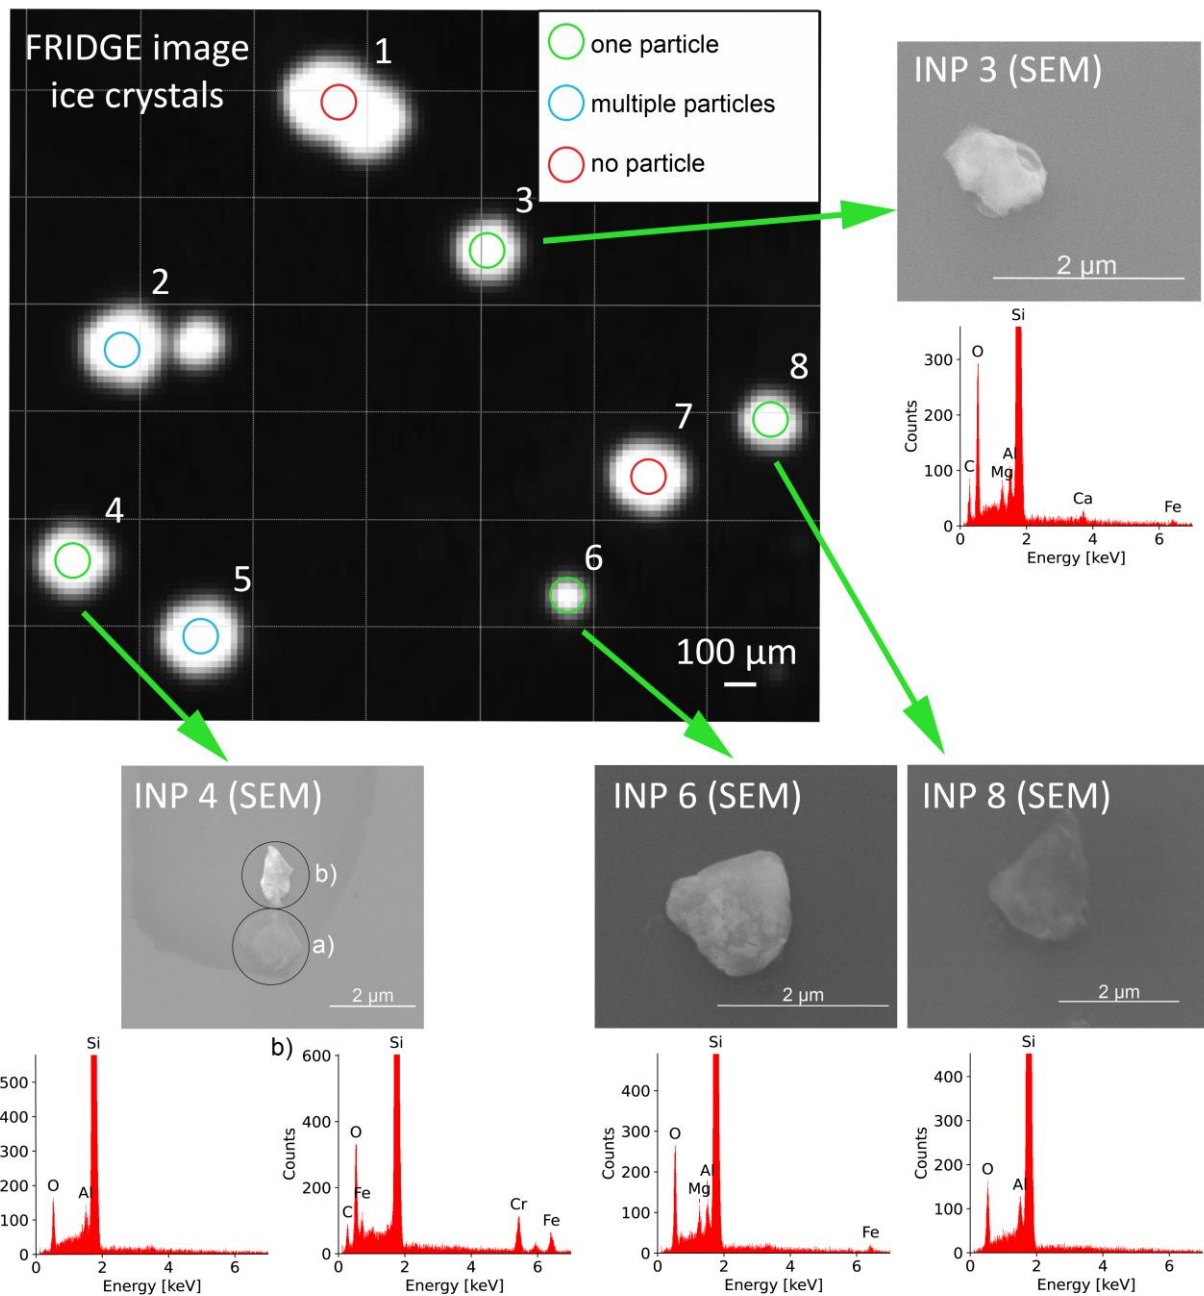 FRIDGE image
ice crystals
one particle
multiple particles
no particle
1
2
3
4
5
6
7
8
100 µm
INP 3 (SEM)
2 µm
Si
O
C
Mg
Al
Ca
Fe
300
200
100
0
Counts
0 2 4 6
Energy [keV]
INP 4 (SEM)
b)
a)
2 µm
INP 6 (SEM)
2 µm
INP 8 (SEM)
2 µm
Si
O
Al
500
400
300
200
100
0
0 2 4 6
Energy [keV]
b)
Si
O
Fe
C
Cr
Fe
600
400
200
0
Counts
0 2 4 6
Energy [keV]
Si
O
Al
Mg
Fe
400
300
200
100
0
Counts
0 2 4 6
Energy [keV]
Si
O
Al
400
300
200
100
0
Counts
0 2 4 6
Energy [keV]